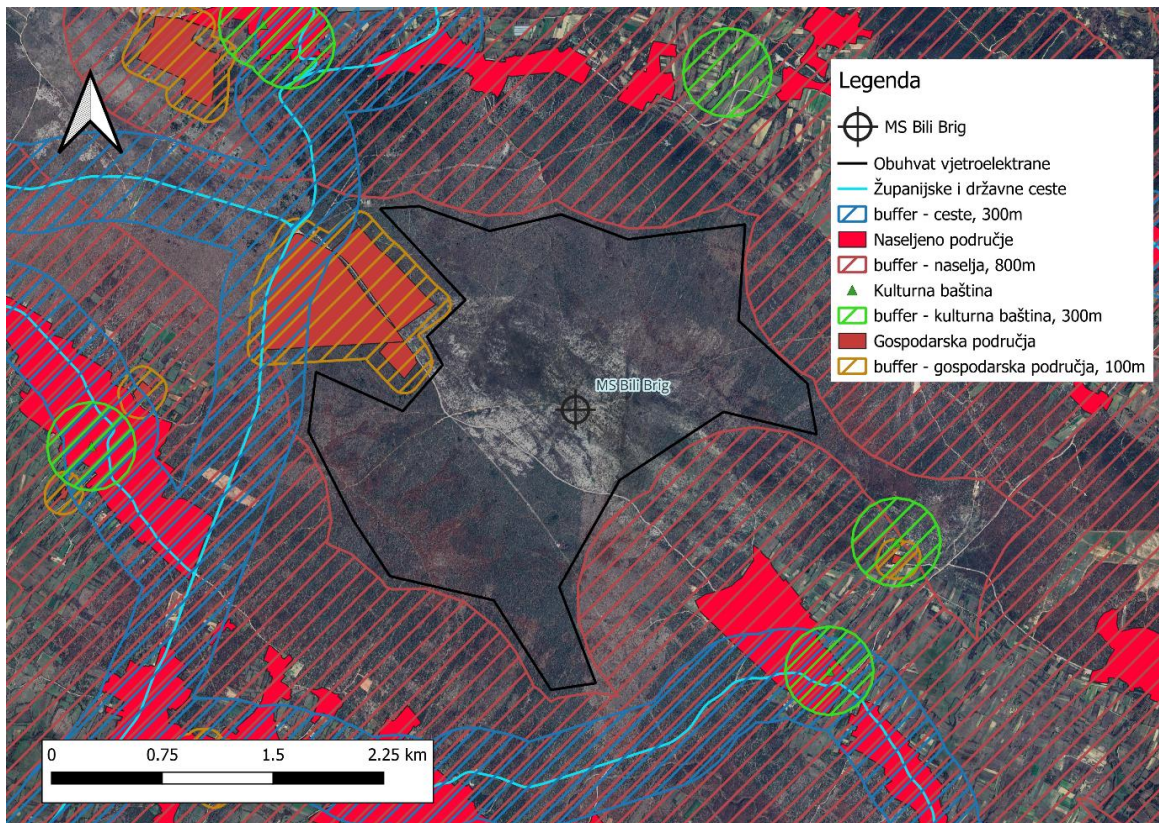 Legenda
MS Bili Brig
Obuhvat vjetroelektrane
Županijske i državne ceste
buffer - ceste, 300m
Naseljeno područje
buffer - naselja, 800m
Kulturna baština
buffer - kulturna baština, 300m
Gospodarska područja
buffer - gospodarska područja, 100m
MS Bili Brig
0 0.75 1.5 2.25 km